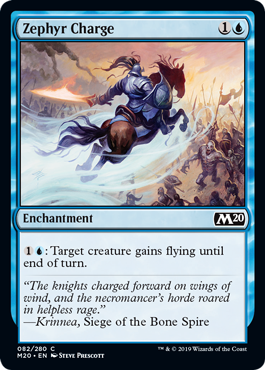 Zephyr Charge 1
Enchantment M20
1 : Target creature gains flying until
end of turn.
“The knights charged forward on wings of
wind, and the necromancer’s horde roared
in helpless rage.”
—Krinnea, Siege of the Bone Spire
082/280 C
M20 • EN STEVE PRESCOTT
™ & © 2019 Wizards of the Coast